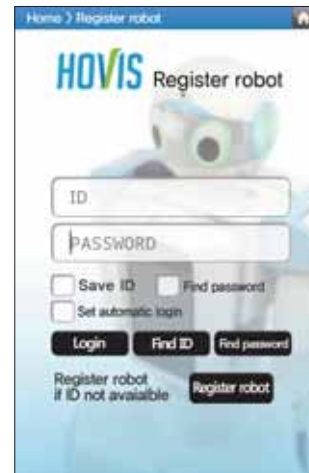 Home > Register robot
HOVIS Register robot
ID
PASSWORD
Save ID Find password
Set automatic login
Login Find ID Find password
Register robot
if ID not avaialble Register robot